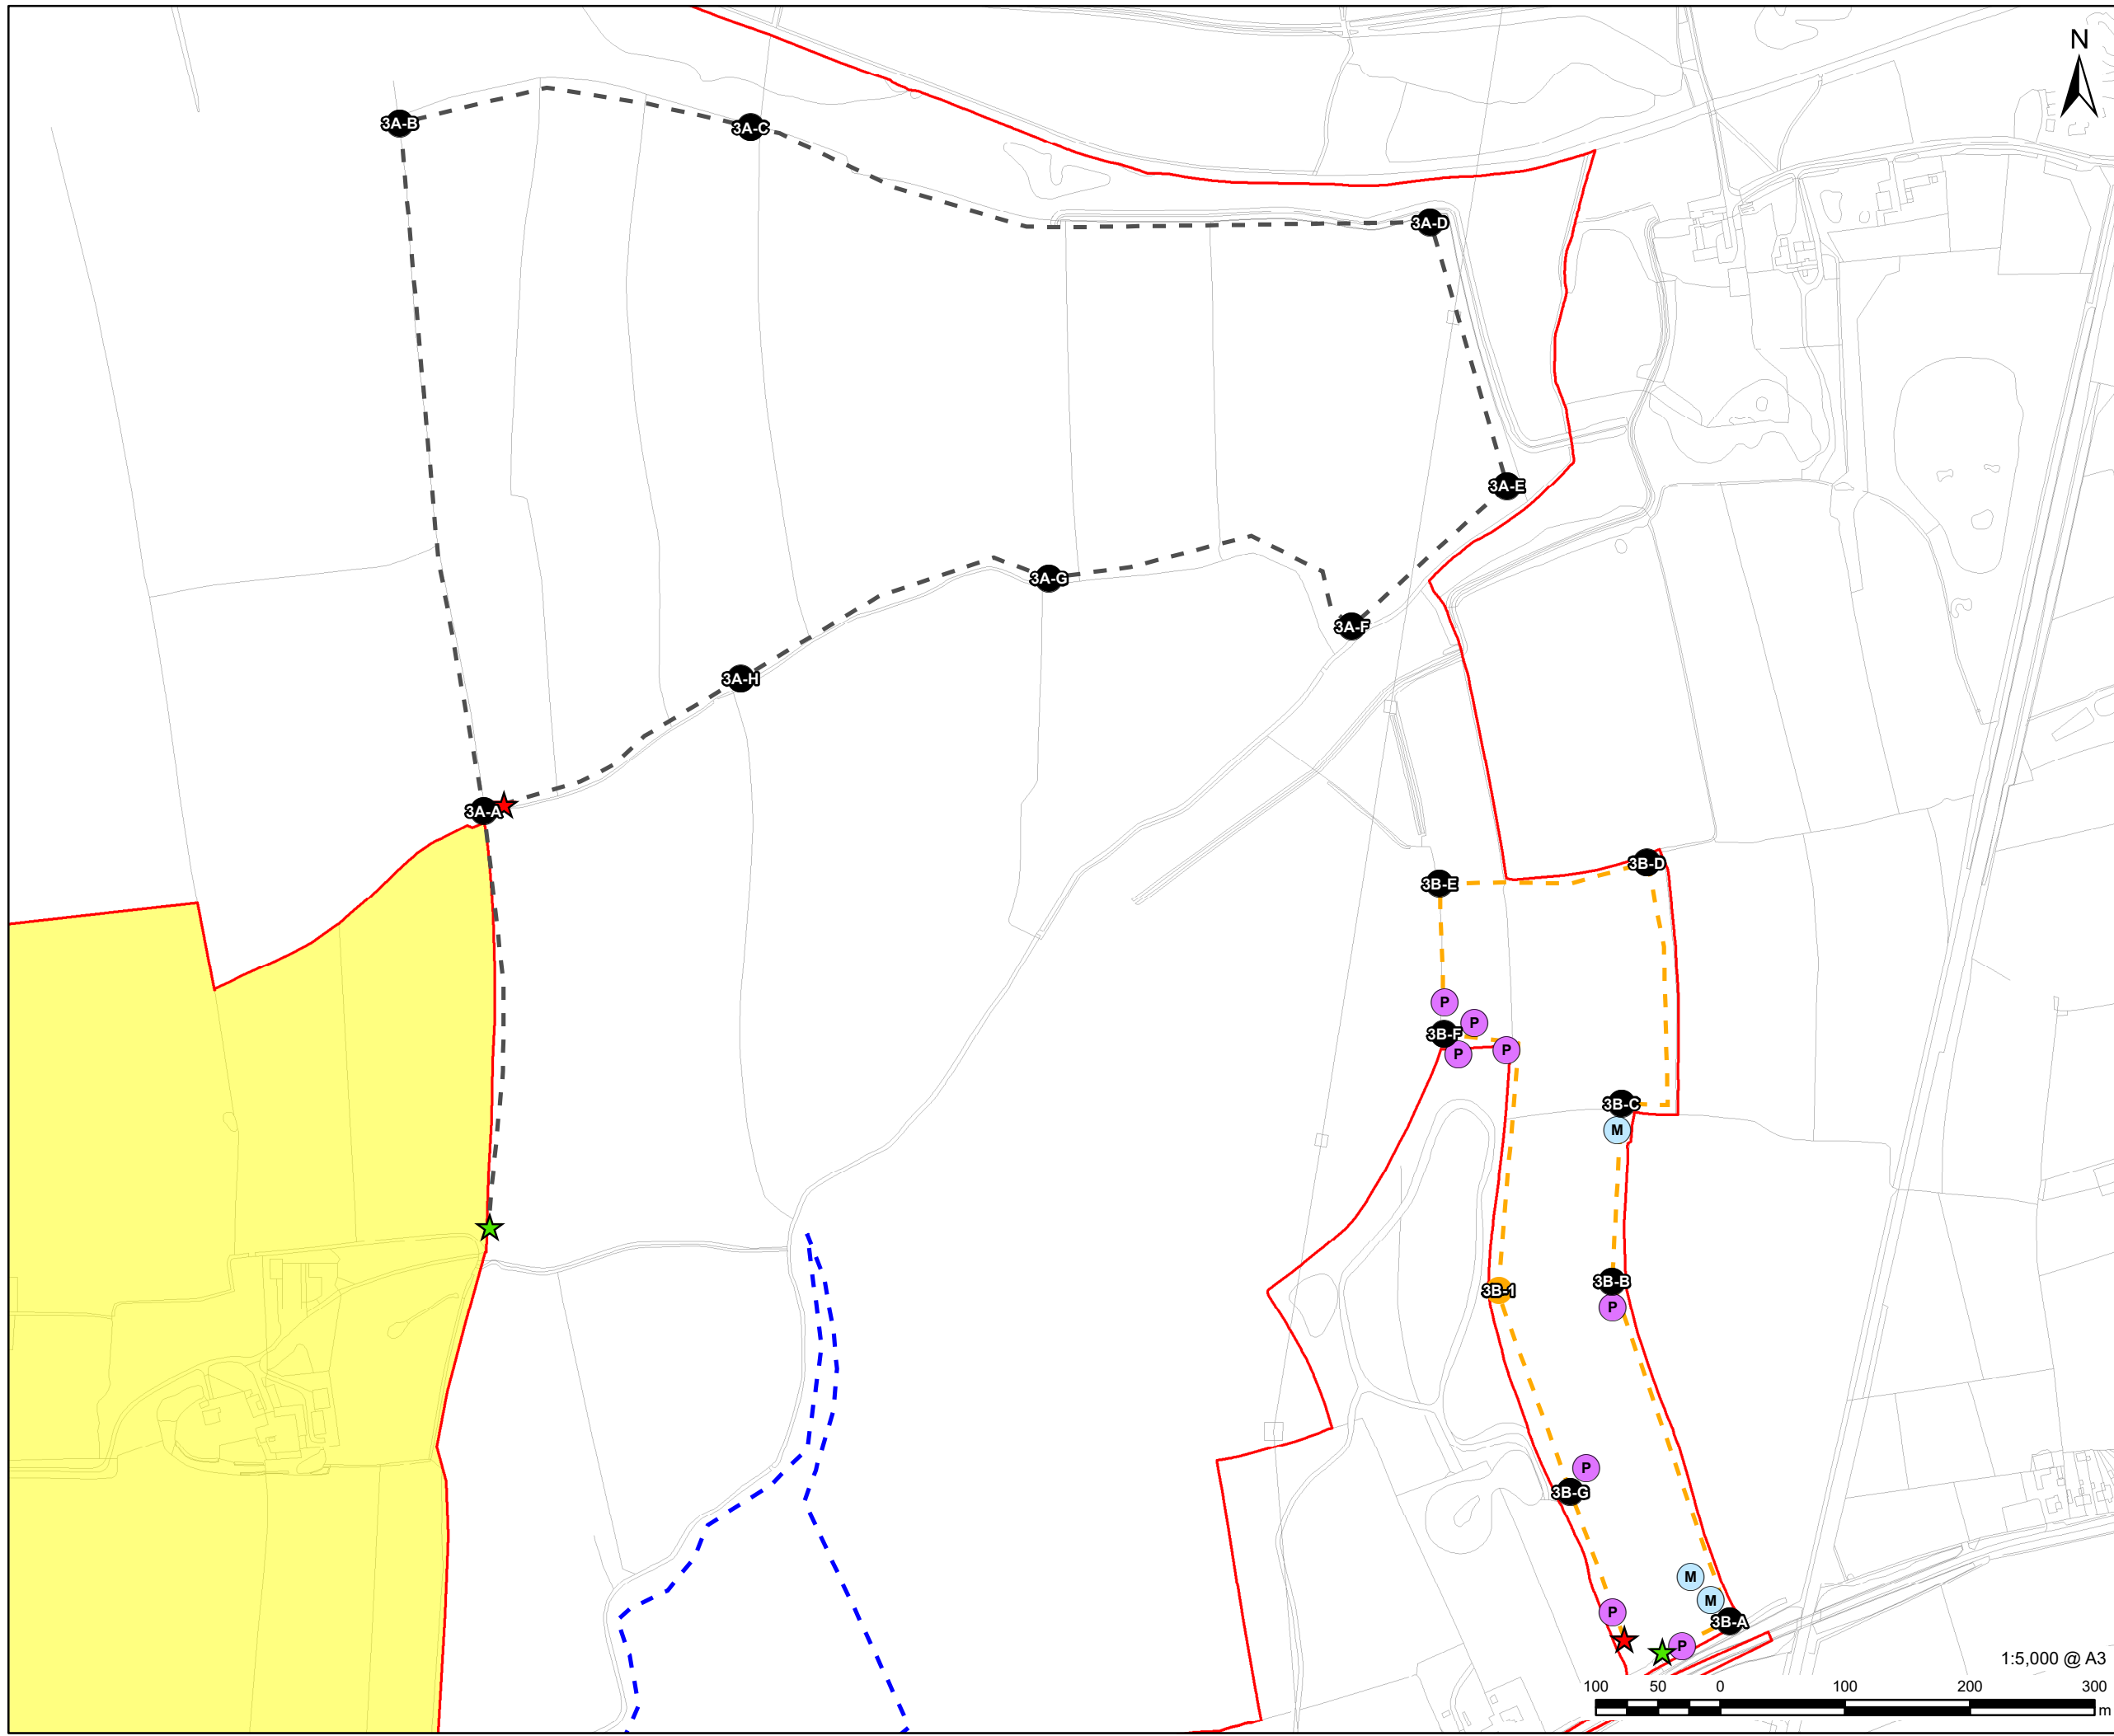 N
3A-B
3A-C
3A-D
3A-E
3A-G
3A-F
3A-H
3A-A
3B-D
3B-E
P
P
3B-F
P
P
3B-C
M
3B-B
3B-1
P
P
3B-G
M
M
P
3B-A
P
1:5,000 @ A3
100 50 0 100 200 300
m